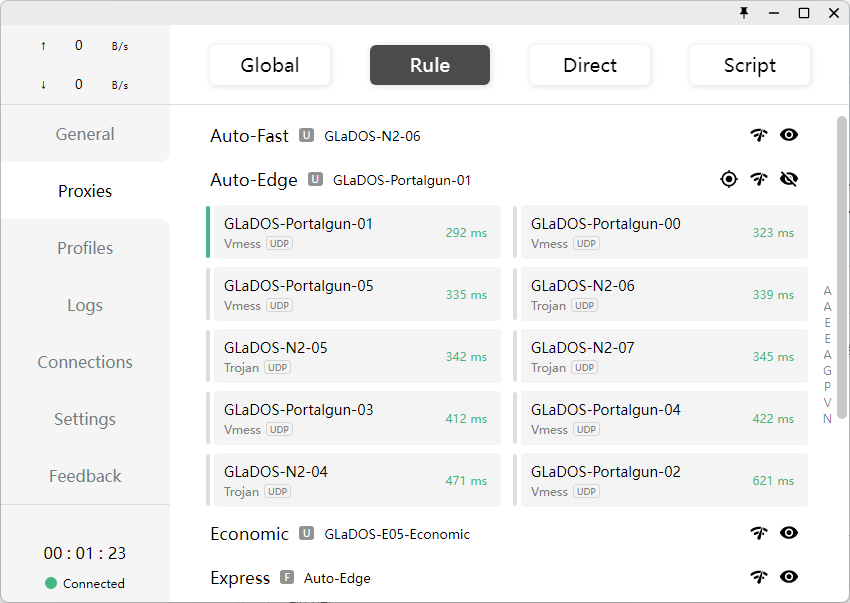 ↑ 0 B/s
↓ 0 B/s
General
Proxies
Profiles
Logs
Connections
Settings
Feedback
00 : 01 : 23
Connected
Global Rule Direct Script
Auto-Fast U GLaDOS-N2-06
Auto-Edge U GLaDOS-Portalgun-01
GLaDOS-Portalgun-01
Vmess UDP
292 ms
GLaDOS-Portalgun-00
Vmess UDP
323 ms
GLaDOS-Portalgun-05
Vmess UDP
335 ms
GLaDOS-N2-06
Trojan UDP
339 ms
GLaDOS-N2-05
Trojan UDP
342 ms
GLaDOS-N2-07
Trojan UDP
345 ms
GLaDOS-Portalgun-03
Vmess UDP
412 ms
GLaDOS-Portalgun-04
Vmess UDP
422 ms
GLaDOS-N2-04
Trojan UDP
471 ms
GLaDOS-Portalgun-02
Vmess UDP
621 ms
Economic U GLaDOS-E05-Economic
Express F Auto-Edge
A
A
E
E
A
G
P
V
N